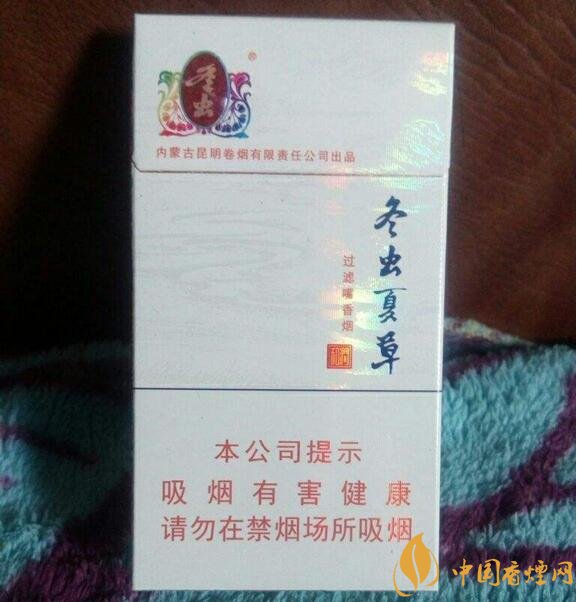 冬虫
®
内蒙古昆明卷烟有限责任公司出品
冬虫夏草
过滤嘴香烟
本公司提示
吸烟有害健康
请勿在禁烟场所吸烟
中国香煙网